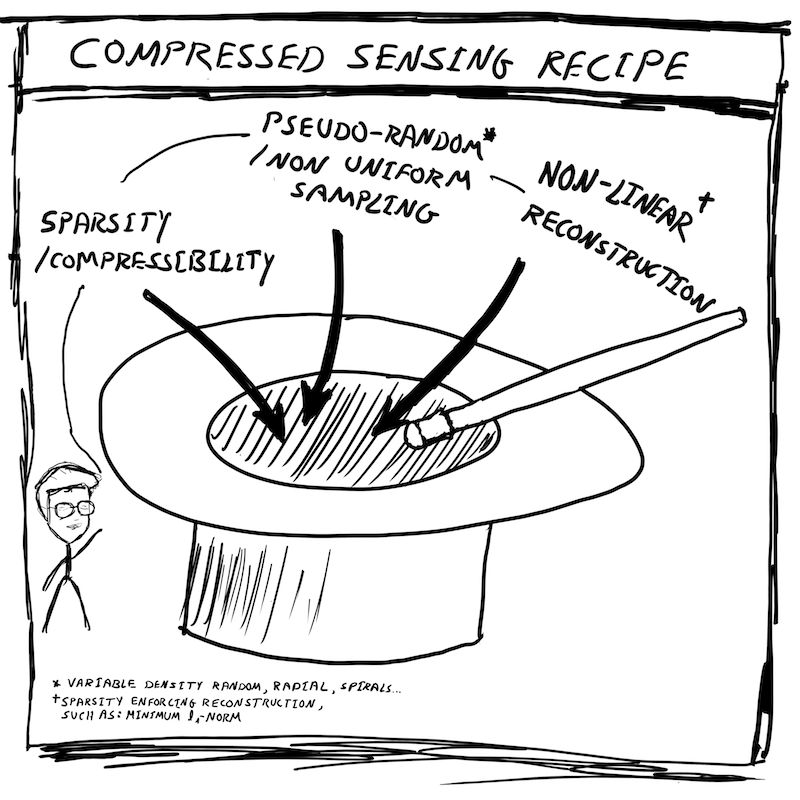 COMPRESSED SENSING RECIPE
SPARSITY
/COMPRESSIBILITY
PSEUDO-RANDOM*
/NON UNIFORM
SAMPLING
NON-LINEAR†
RECONSTRUCTION
* VARIABLE DENSITY RANDOM, RADIAL, SPIRALS...
† SPARSITY ENFORCING RECONSTRUCTION,
SUCH AS: MINIMUM l₁-NORM